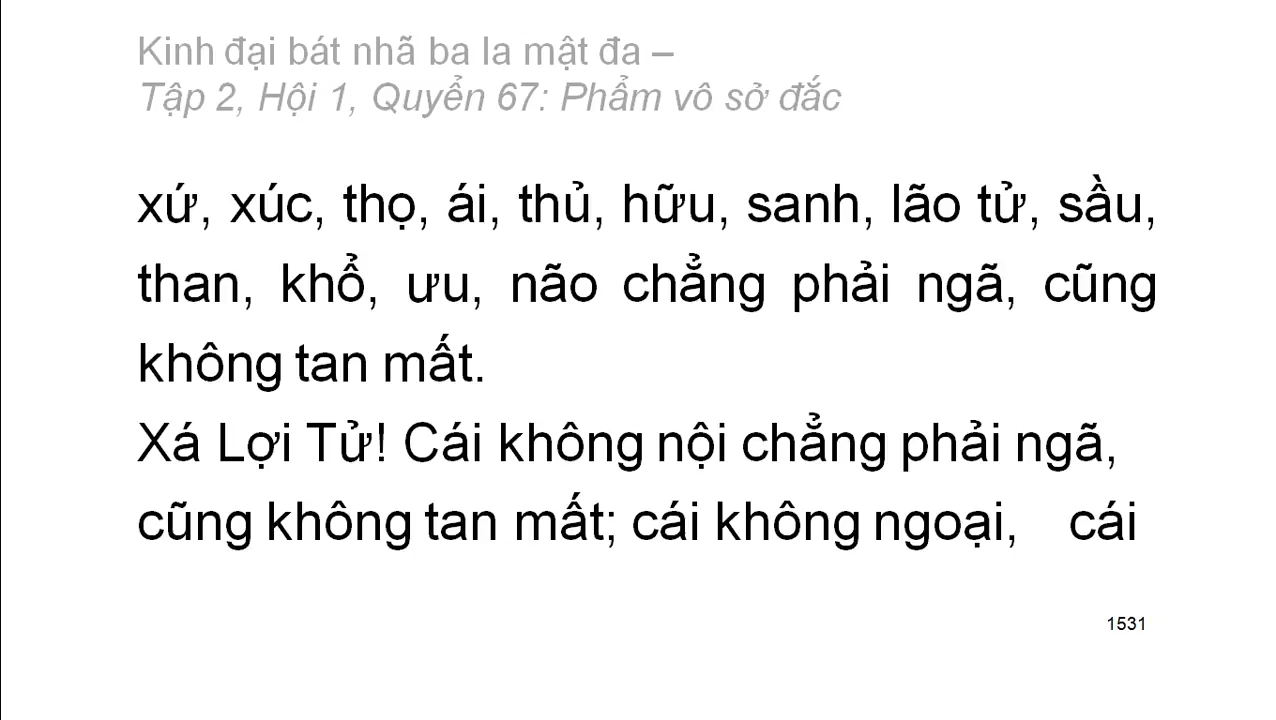 Kinh đại bát nhã ba la mật đa –
Tập 2, Hội 1, Quyển 67: Phẩm vô sở đắc
xứ, xúc, thọ, ái, thủ, hữu, sanh, lão tử, sầu,
than, khổ, ưu, não chẳng phải ngã, cũng
không tan mất.
Xá Lợi Tử! Cái không nội chẳng phải ngã,
cũng không tan mất; cái không ngoại, cái
1531